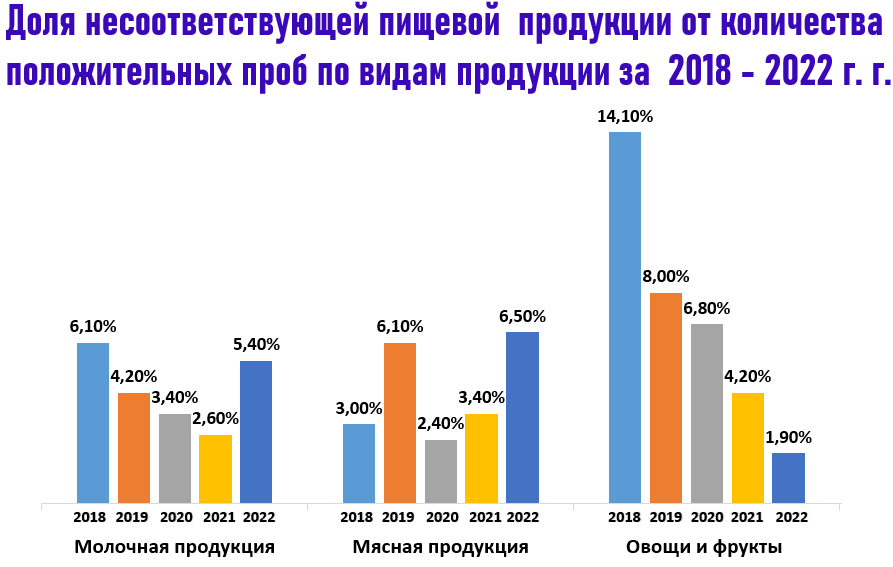 Доля несоответствующей пищевой продукции от количества
положительных проб по видам продукции за 2018 - 2022 г. г.
6,10%
4,20%
3,40%
2,60%
5,40%
3,00%
6,10%
2,40%
3,40%
6,50%
14,10%
8,00%
6,80%
4,20%
1,90%
2018 2019 2020 2021 2022
2018 2019 2020 2021 2022
2018 2019 2020 2021 2022
Молочная продукция
Мясная продукция
Овощи и фрукты